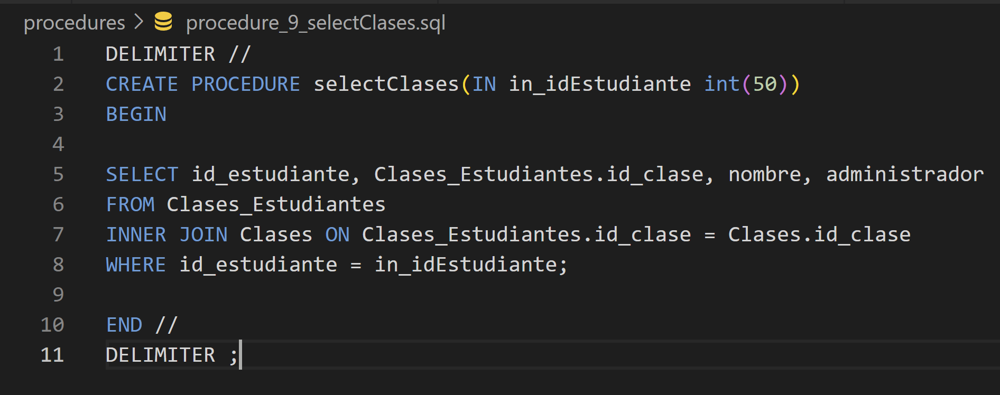 procedures > procedure_9_selectClases.sql
1 DELIMITER //
2 CREATE PROCEDURE selectClases(IN in_idEstudiante int(50))
3 BEGIN
4
5 SELECT id_estudiante, Clases_Estudiantes.id_clase, nombre, administrador
6 FROM Clases_Estudiantes
7 INNER JOIN Clases ON Clases_Estudiantes.id_clase = Clases.id_clase
8 WHERE id_estudiante = in_idEstudiante;
9
10 END //
11 DELIMITER ;